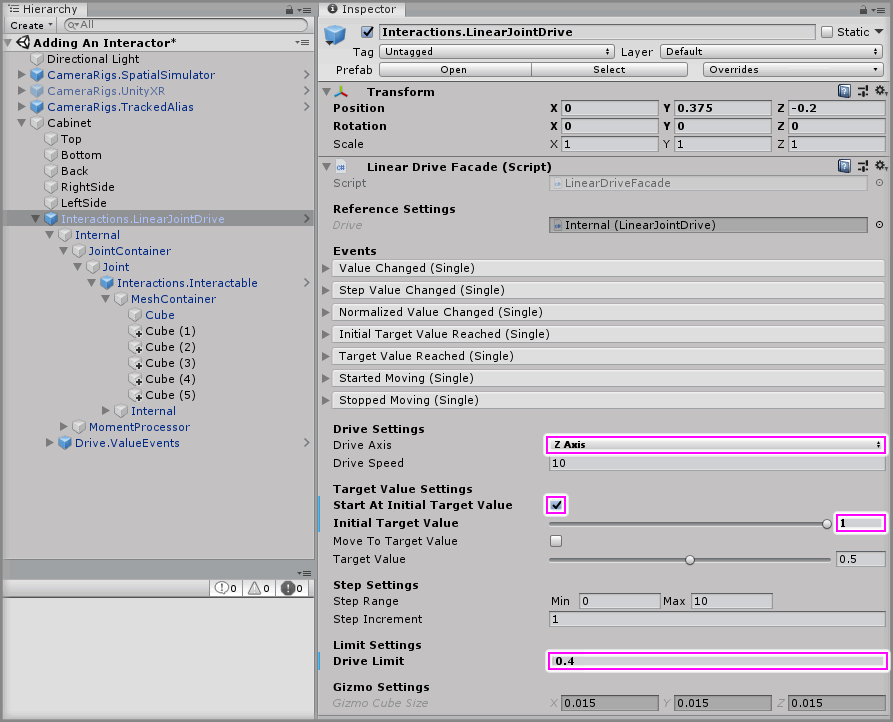 Hierarchy
Create
All
Adding An Interactor*
Directional Light
CameraRigs.SpatialSimulator
CameraRigs.UnityXR
CameraRigs.TrackedAlias
Cabinet
Top
Bottom
Back
RightSide
LeftSide
Interactions.LinearJointDrive
Internal
JointContainer
Joint
Interactions.Interactable
MeshContainer
Cube
Cube (1)
Cube (2)
Cube (3)
Cube (4)
Cube (5)
Internal
MomentProcessor
Drive.ValueEvents
0 0 0
Inspector
Interactions.LinearJointDrive Static
Tag Untagged Layer Default
Prefab Open Select Overrides
Transform
Position X 0 Y 0.375 Z -0.2
Rotation X 0 Y 0 Z 0
Scale X 1 Y 1 Z 1
Linear Drive Facade (Script)
Script LinearDriveFacade
Reference Settings
Drive Internal (LinearJointDrive)
Events
Value Changed (Single)
Step Value Changed (Single)
Normalized Value Changed (Single)
Initial Target Value Reached (Single)
Target Value Reached (Single)
Started Moving (Single)
Stopped Moving (Single)
Drive Settings
Drive Axis Z Axis
Drive Speed 10
Target Value Settings
Start At Initial Target Value
Initial Target Value 1
Move To Target Value
Target Value 0.5
Step Settings
Step Range Min 0 Max 10
Step Increment 1
Limit Settings
Drive Limit 0.4
Gizmo Settings
Gizmo Cube Size X 0.015 Y 0.015 Z 0.015